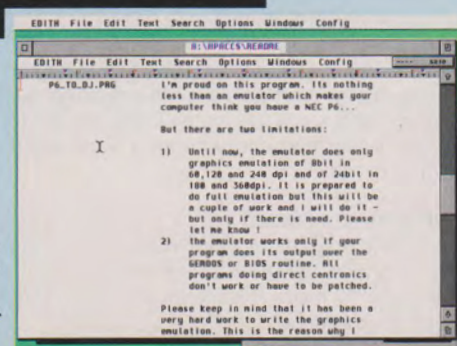 EDITH File Edit Text Search Options Windows Config
A:\APACCS\README
EDITH File Edit Text Search Options Windows Config
P6_TO_DJ.PRG I'm proud on this program. Its nothing
less than an emulator which makes your
computer think you have a NEC P6...
But there are two limitations:
1) Until now, the emulator does only
graphics emulation of 8bit in
60,120 and 240 dpi and of 24bit in
180 and 360dpi. It is prepared to
do full emulation but this will be
a cuple of work and I will do it -
but only if there is need. Please
let me know !
2) the emulator works only if your
program does its output over the
GEMDOS or BIOS routine. All
programs doing direct centronics
don't work or have to be patched.
Please keep in mind that it has been a
very hard work to write the graphics
emulation. This is the reason why I